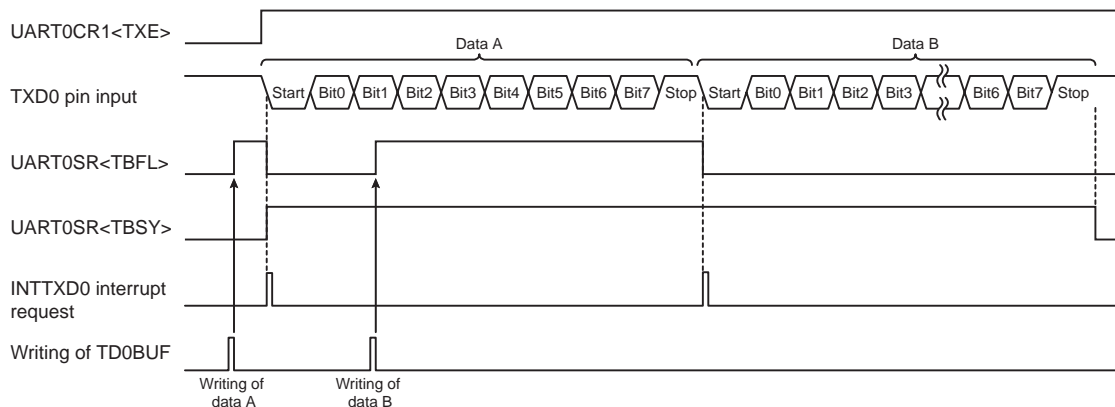 UART0CR1<TXE>
Data A
Data B
TXD0 pin input
Start Bit0 Bit1 Bit2 Bit3 Bit4 Bit5 Bit6 Bit7 Stop Start Bit0 Bit1 Bit2 Bit3 Bit6 Bit7 Stop
UART0SR<TBFL>
UART0SR<TBSY>
INTTXD0 interrupt
request
Writing of TD0BUF
Writing of
data A
Writing of
data B